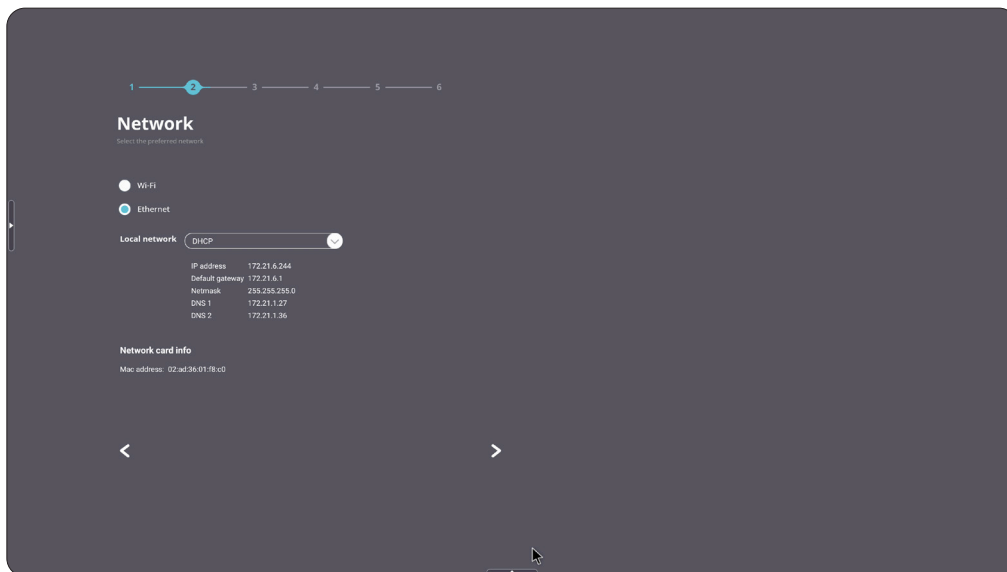 1 2 3 4 5 6
Network
Select the preferred network
Wi-Fi
Ethernet
Local network DHCP
IP address 172.21.6.244
Default gateway 172.21.6.1
Netmask 255.255.255.0
DNS 1 172.21.1.27
DNS 2 172.21.1.36
Network card info
Mac address: 02:ad:36:01:f8:c0